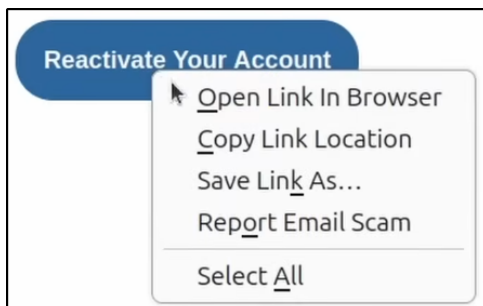 Reactivate Your Account
Open Link In Browser
Copy Link Location
Save Link As…
Report Email Scam
Select All